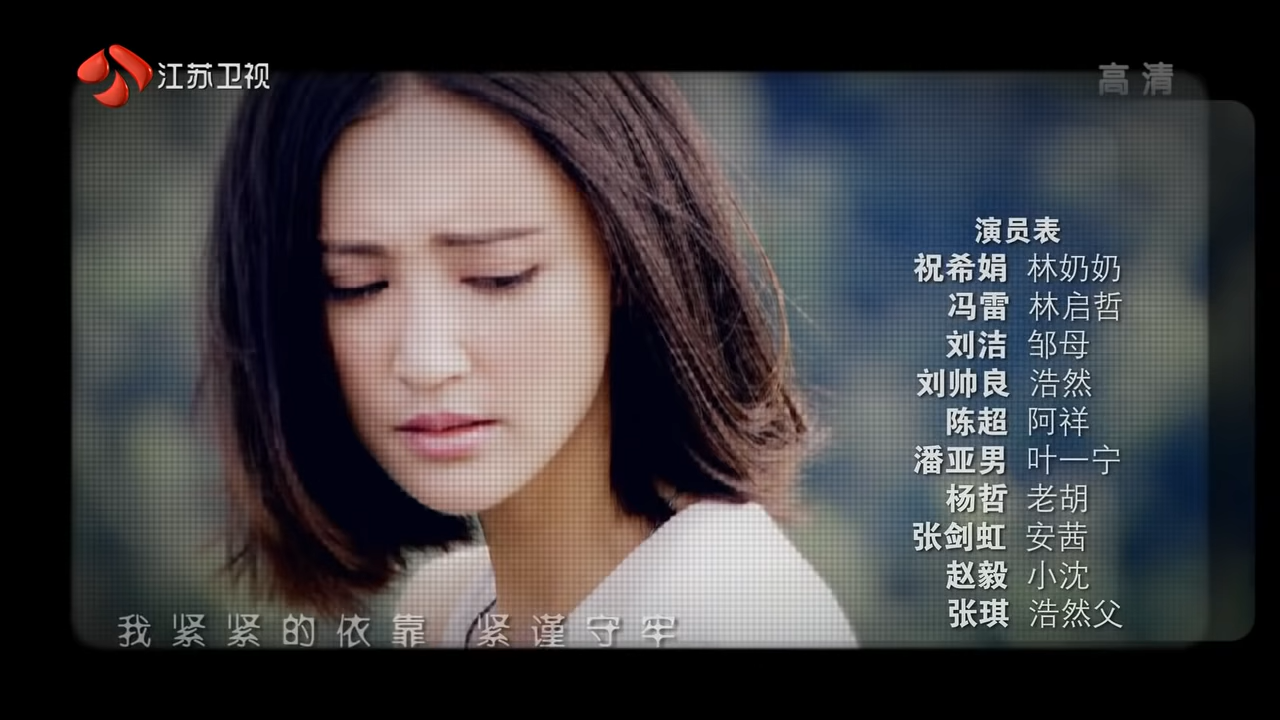 江苏卫视
高清
演员表
祝希娟 林奶奶
冯雷 林启哲
刘洁 邹母
刘帅良 浩然
陈超 阿祥
潘亚男 叶一宁
杨哲 老胡
张剑虹 安茜
赵毅 小沈
张琪 浩然父
我紧紧的依靠 紧谨守牢